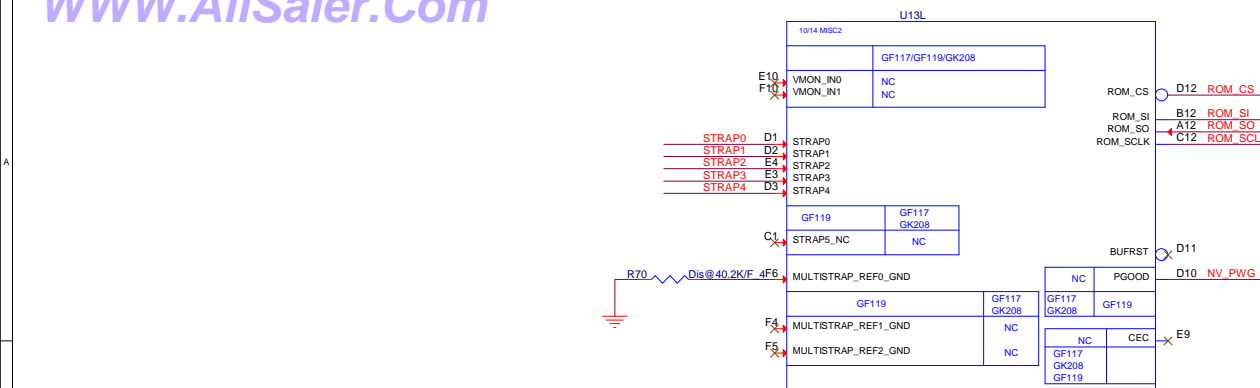 WWW.AllSaler.Com
U13L
10/14 MISC2
GF117/GF119/GK208
E10 VMON_IN0 NC
F10 VMON_IN1 NC
ROM_CS D12 ROM_CS
ROM_SI B12 ROM_SI
ROM_SO A12 ROM_SO
ROM_SCLK C12 ROM_SCL
STRAP0 D1 STRAP0
STRAP1 D2 STRAP1
STRAP2 E4 STRAP2
STRAP3 E3 STRAP3
STRAP4 D3 STRAP4
A
GF119 GF117
GK208
C1 STRAP5_NC NC
BUFRST D11
R70 Dis@40.2K/F_4 F6 MULTISTRAP_REF0_GND
NC PGOOD D10 NV_PWG
GF119 GF117
GK208
GF117
GK208 GF119
F4 MULTISTRAP_REF1_GND NC
F5 MULTISTRAP_REF2_GND NC
NC CEC E9
GF117
GK208
GF119